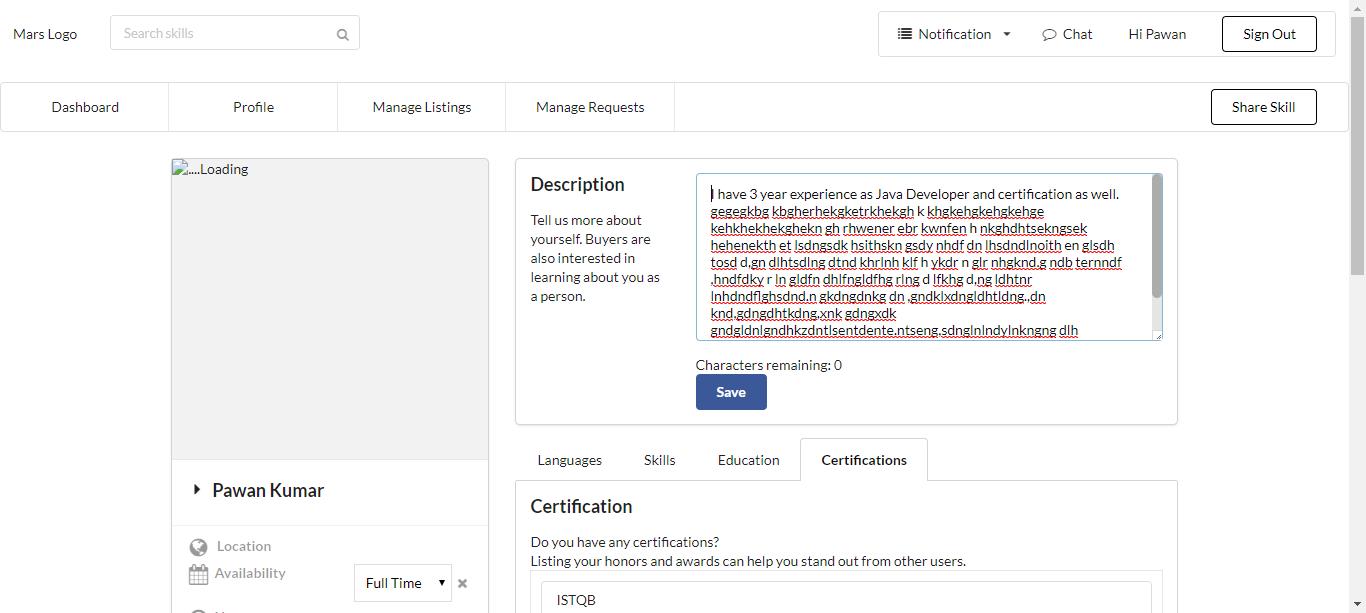 Mars Logo
Search skills
Notification
Chat
Hi Pawan
Sign Out
Dashboard
Profile
Manage Listings
Manage Requests
Share Skill
....Loading
Description
Tell us more about
yourself. Buyers are
also interested in
learning about you as
a person.
I have 3 year experience as Java Developer and certification as well.
gegegkbg kbgherhekgketrkhekgh k khgkehgkehgkehge
kehkhekhekghekn gh rhwener ebr kwnfen h nkghdhtsekngsek
hehenekth et lsdngsdk hsithskn gsdy nhdf dn lhsdndlnoith en glsdh
tosd d,gn dlhtsdlng dtnd khrlnh klf h ykdr n glr nhgknd,g ndb ternndf
,hndfdky r ln gldfn dhlfngldfhg rlng d lfkhg d,ng ldhtnr
lnhdndflghsdnd,n gkdngdnkg dn ,gndklxdngldhtldng,,dn
knd,gdngdhtkdng,xnk gdngxdk
gndgldnlgndhkzdntlsentdente,ntseng,sdnglnlndylnkngng dlh
Characters remaining: 0
Save
Languages
Skills
Education
Certifications
Pawan Kumar
Certification
Do you have any certifications?
Listing your honors and awards can help you stand out from other users.
Location
Availability
Full Time
ISTQB